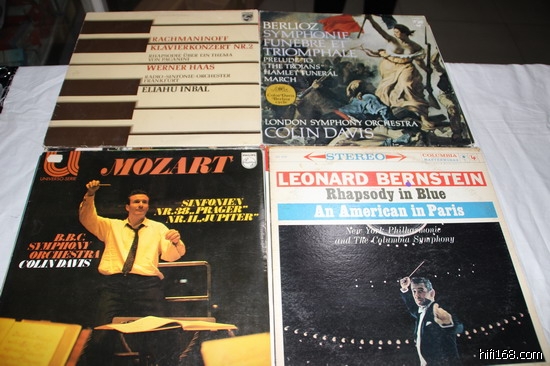 RACHMANINOFF
KLAVIERKONZERT NR.2
RHAPSODIE ÜBER EIN THEMA
VON PAGANINI
WERNER HAAS
RADIO-SINFONIE-ORCHESTER
FRANKFURT
ELIAHU INBAL
BERLIOZ
SYMPHONIE
FUNEBRE ET
TRIOMPHALE
PRELUDE TO
THE TROJANS
HAMLET FUNERAL
MARCH
LONDON SYMPHONY ORCHESTRA
COLIN DAVIS
MOZART
SINFONIEN
NR.38 „PRAGER"
NR.41 „JUPITER"
B.B.C.
SYMPHONY
ORCHESTRA
COLIN DAVIS
STEREO
COLUMBIA
LEONARD BERNSTEIN
Rhapsody in Blue
An American in Paris
New York Philharmonic
and The Columbia Symphony
hifi168.com